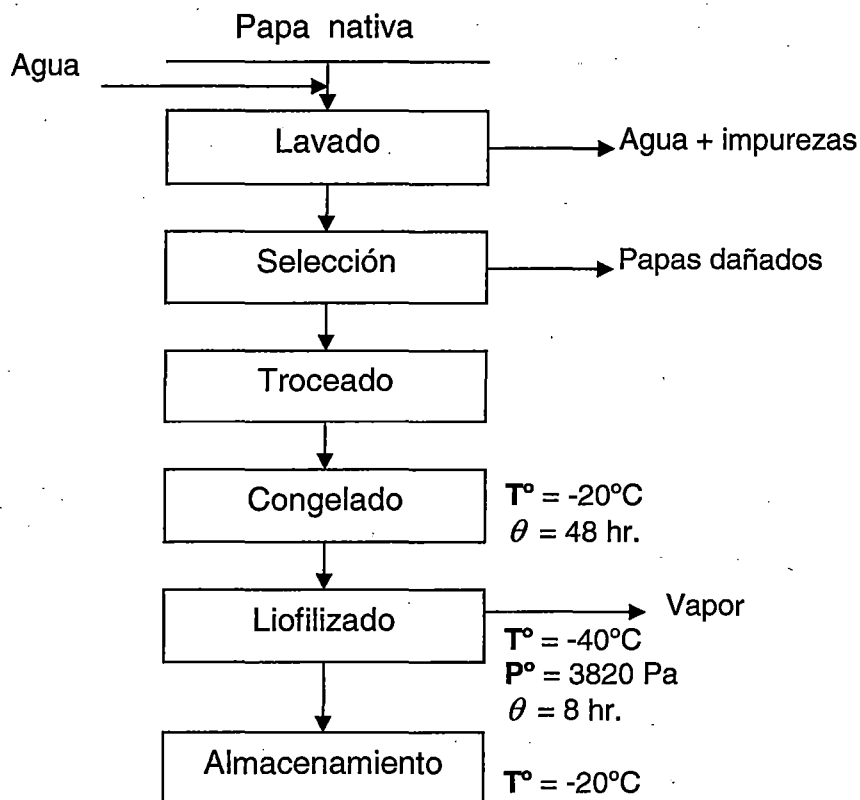 Papa nativa
Agua
Lavado
Agua + impurezas
Selección
Papas dañados
Troceado
Congelado
T° = -20°C
θ = 48 hr.
Liofilizado
Vapor
T° = -40°C
P° = 3820 Pa
θ = 8 hr.
Almacenamiento
T° = -20°C